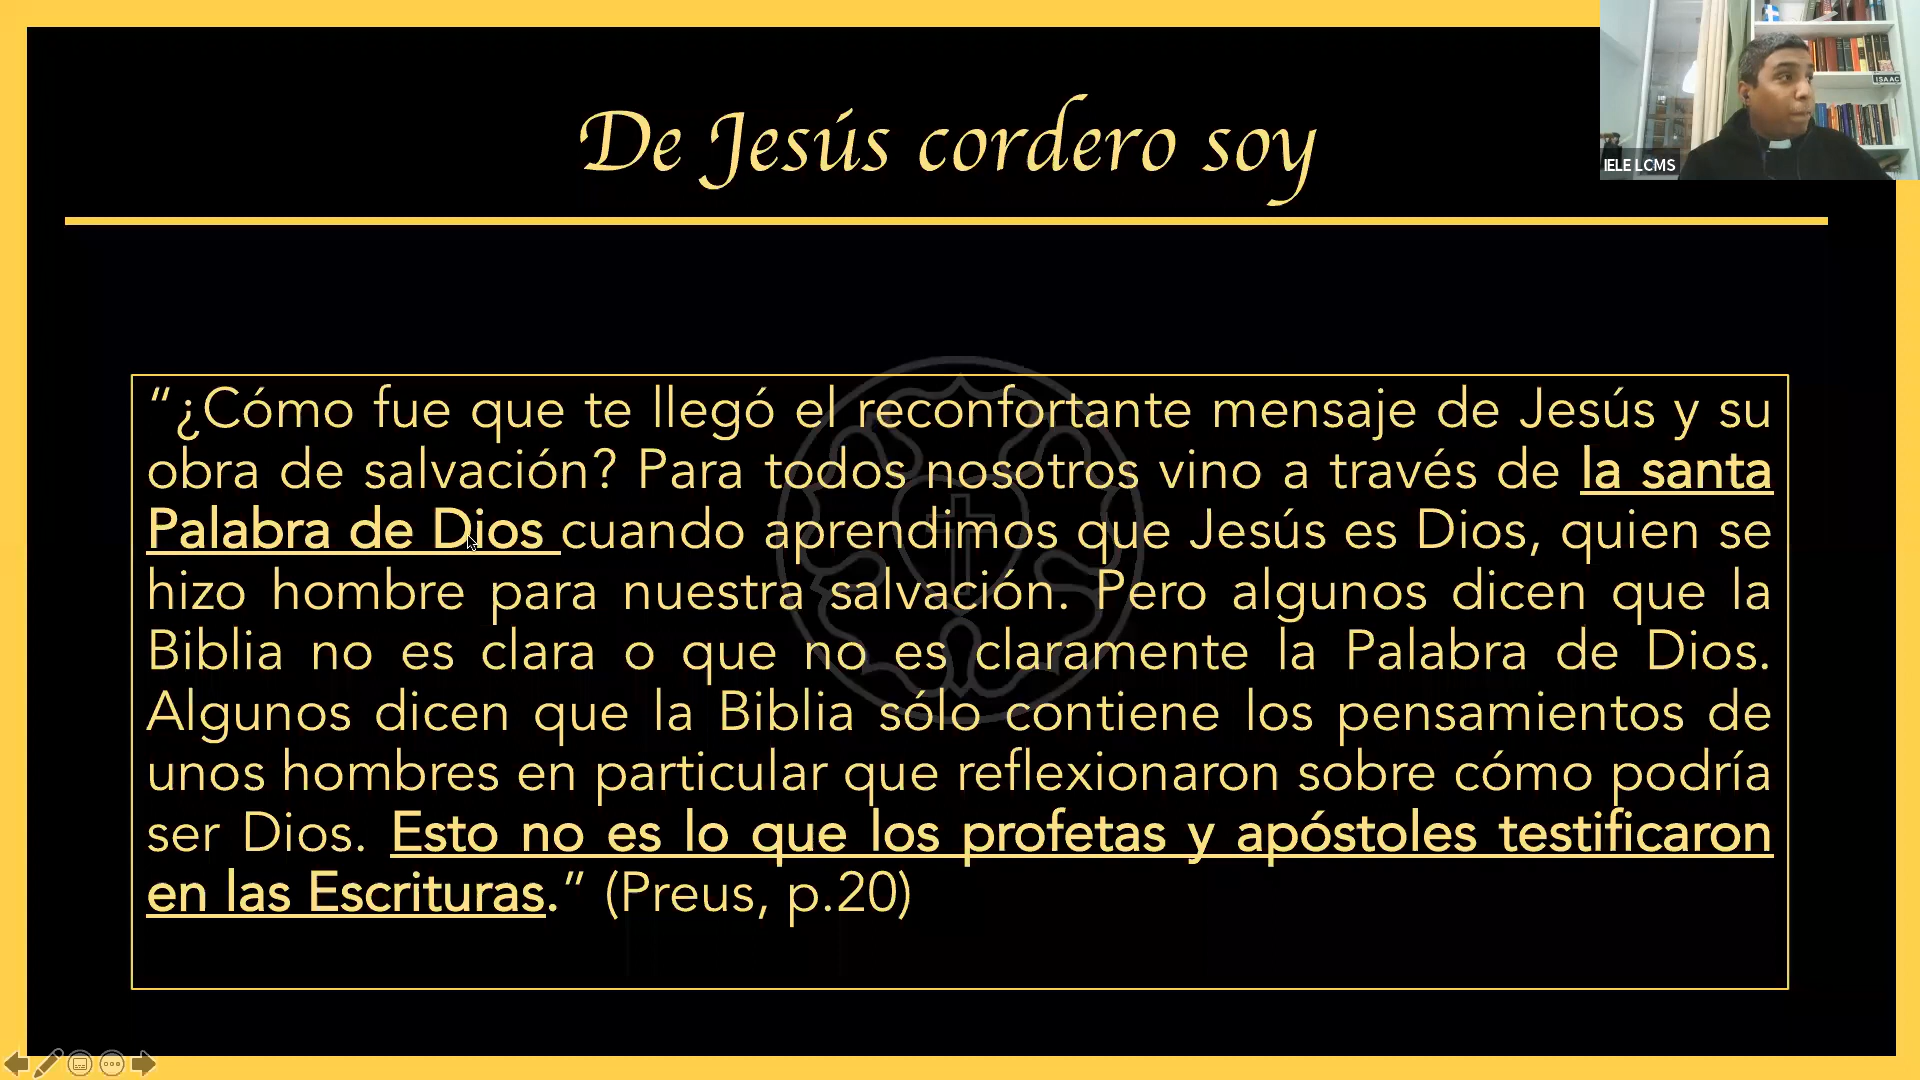 De Jesús cordero soy
ISAAC
IELE LCMS
“¿Cómo fue que te llegó el reconfortante mensaje de Jesús y su
obra de salvación? Para todos nosotros vino a través de la santa
Palabra de Dios cuando aprendimos que Jesús es Dios, quien se
hizo hombre para nuestra salvación. Pero algunos dicen que la
Biblia no es clara o que no es claramente la Palabra de Dios.
Algunos dicen que la Biblia sólo contiene los pensamientos de
unos hombres en particular que reflexionaron sobre cómo podría
ser Dios. Esto no es lo que los profetas y apóstoles testificaron
en las Escrituras.” (Preus, p.20)